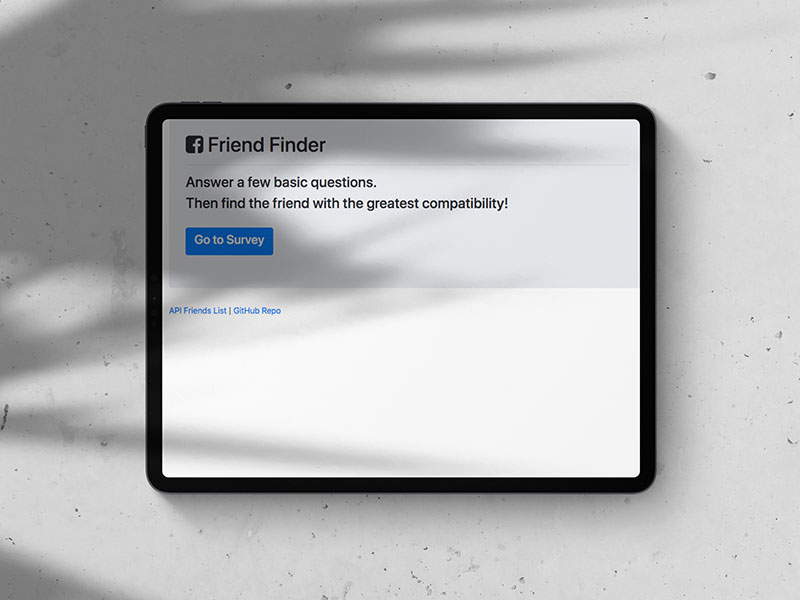 Friend Finder
Answer a few basic questions.
Then find the friend with the greatest compatibility!
Go to Survey
API Friends List | GitHub Repo